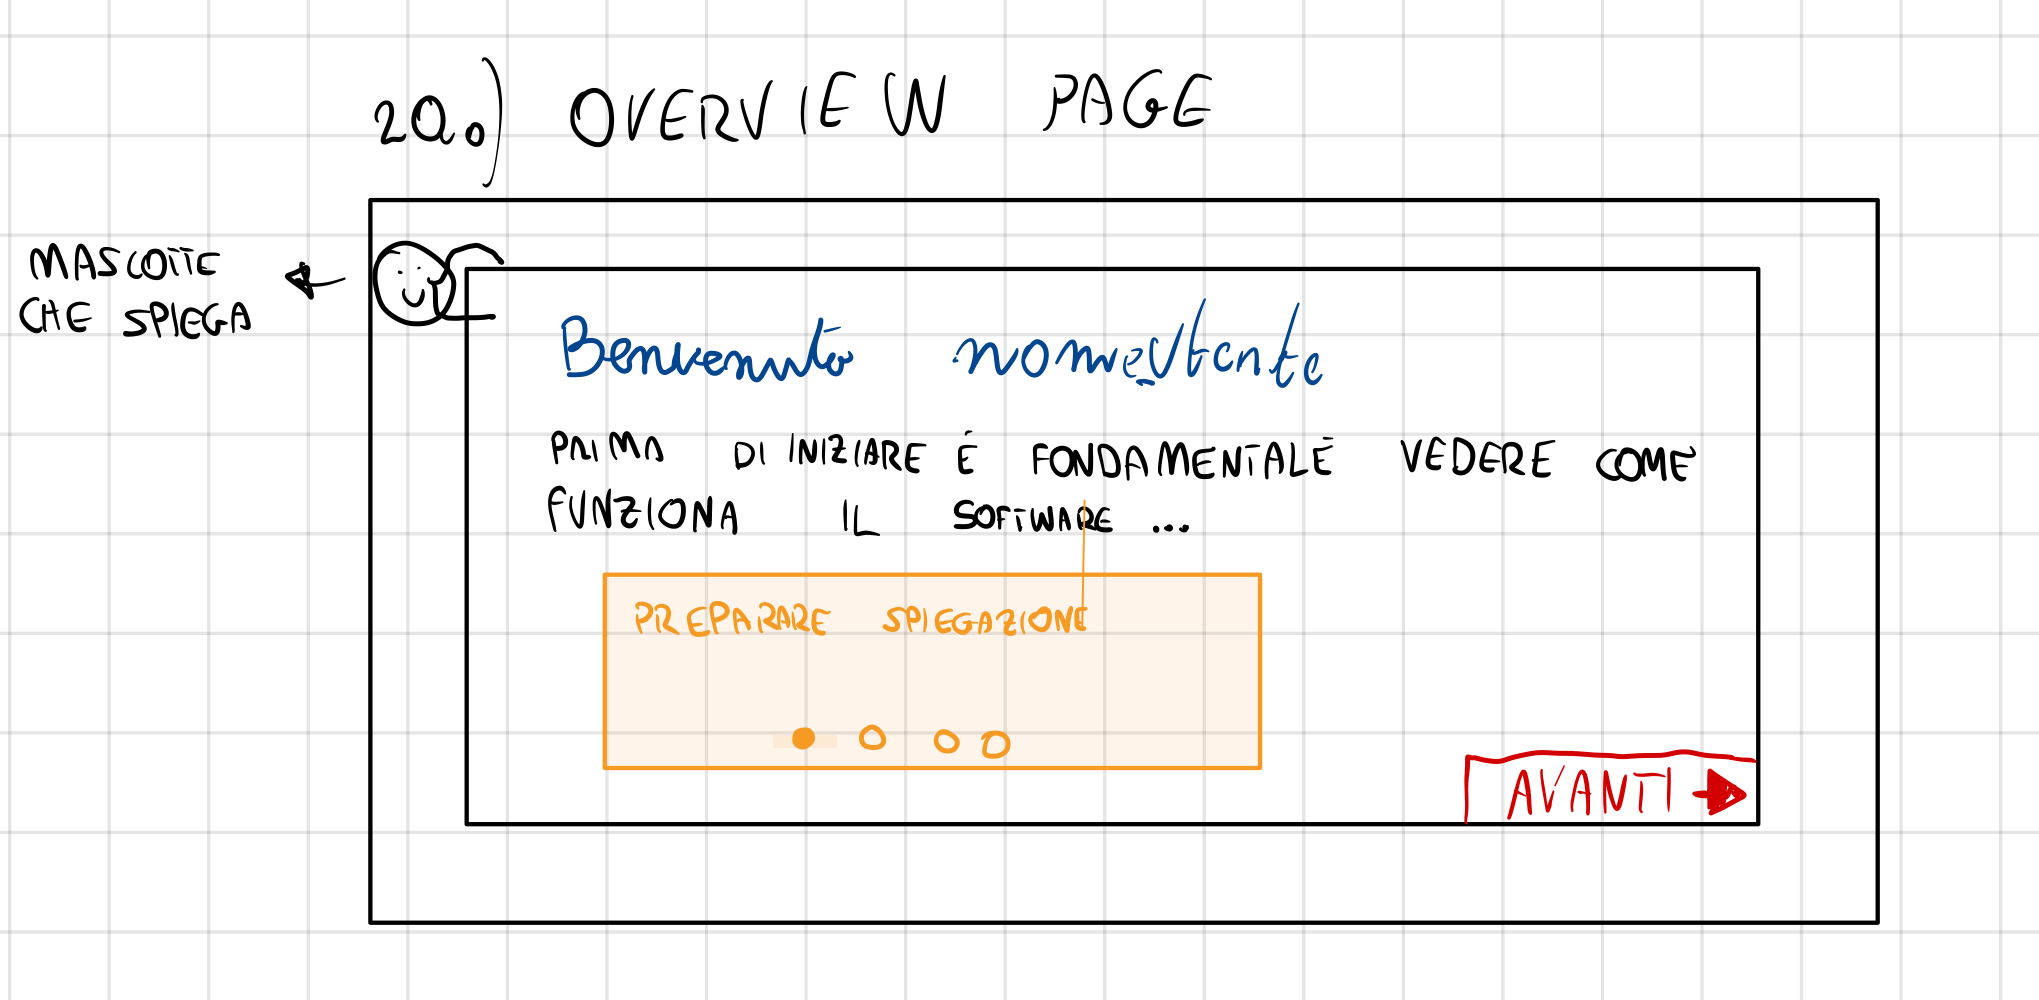 2a.) OVERVIEW PAGE
MASCOTTE
CHE SPIEGA
Benvenuto nomeUtente
PRIMA DI INIZIARE É FONDAMENTALE VEDERE COME
FUNZIONA IL SOFTWARE ...
PREPARARE SPIEGAZIONE
AVANTI